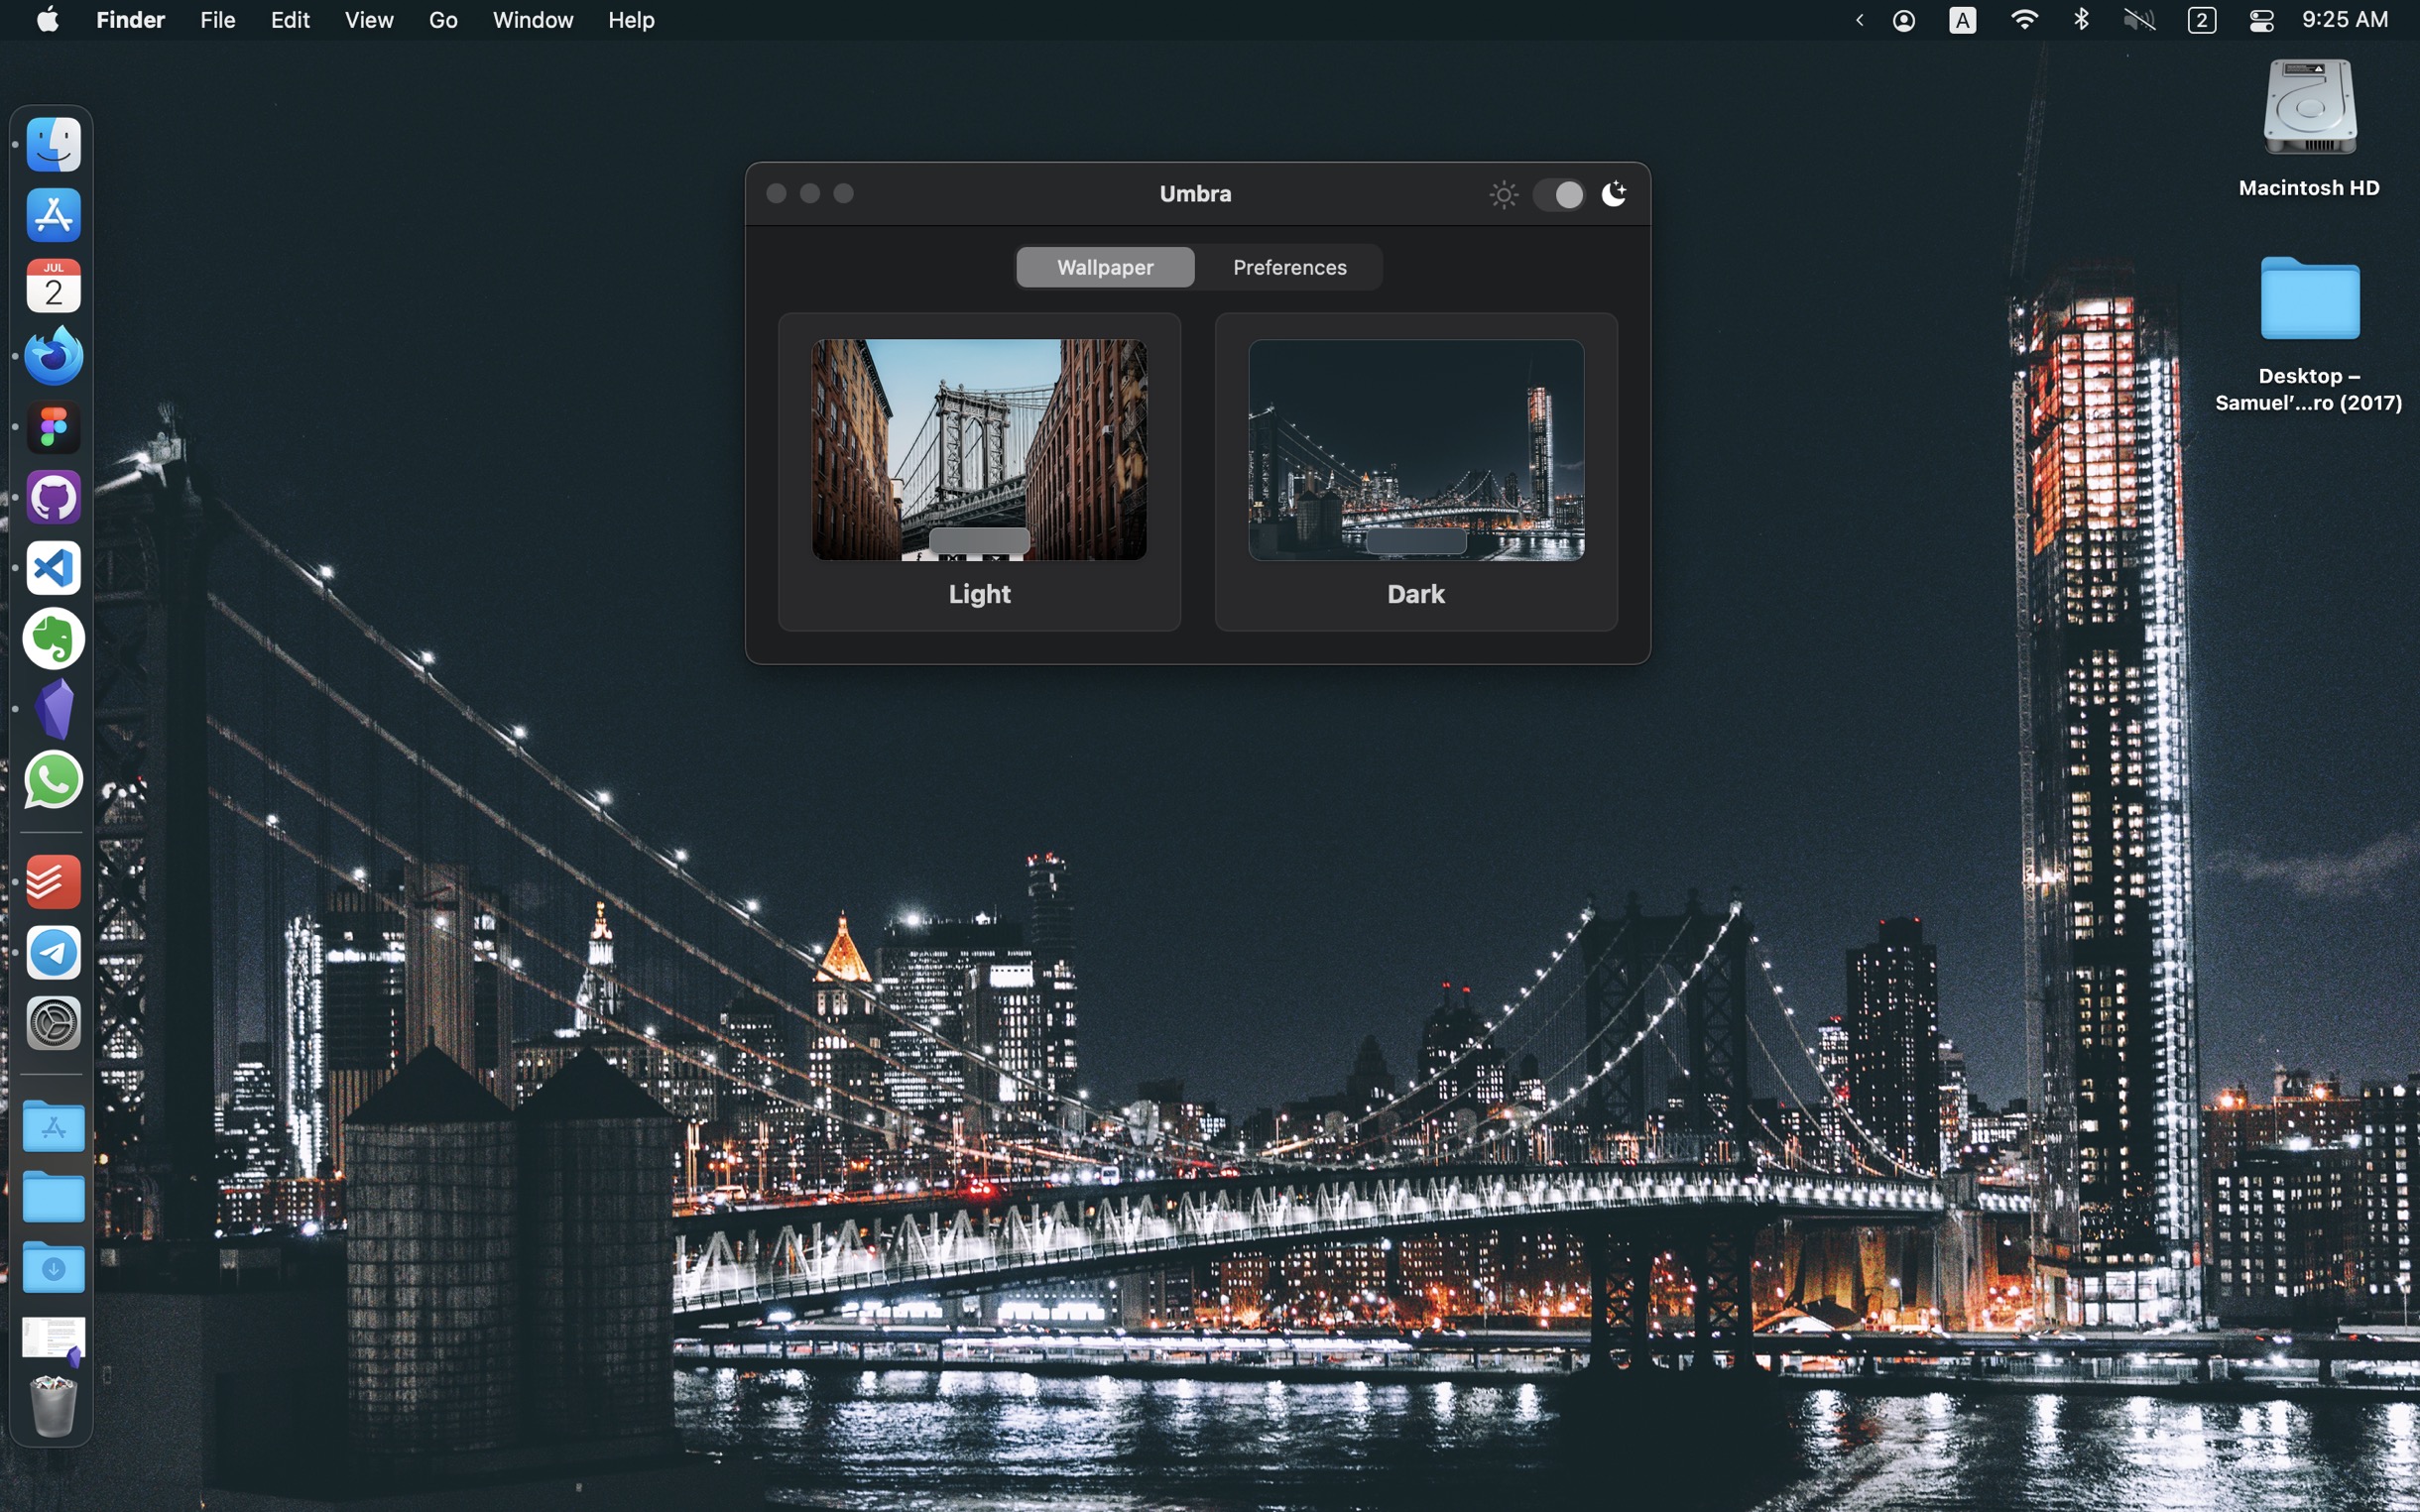 Finder File Edit View Go Window Help
A 2 9:25 AM
JUL
2
Macintosh HD
Desktop –
Samuel’...ro (2017)
Umbra
Wallpaper Preferences
Light Dark